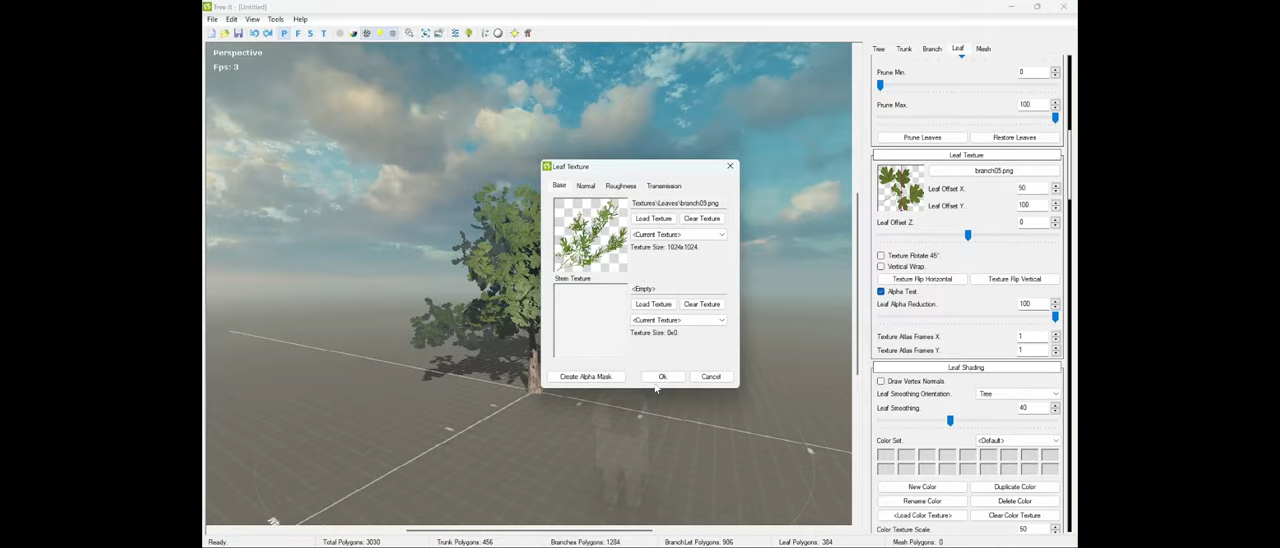 Tree It - (Untitled)
File Edit View Tools Help
P F S T
Perspective
Fps: 3
Leaf Texture
Base Normal Roughness Transmission
Textures\Leaves\branch09.png
Load Texture Clear Texture
<Current Texture>
Texture Size: 1024x1024.
Stem Texture
<Empty>
Load Texture Clear Texture
<Current Texture>
Texture Size: 0x0.
Create Alpha Mask Ok Cancel
Tree Trunk Branch Leaf Mesh
Prune Min. 0
Prune Max. 100
Prune Leaves Restore Leaves
Leaf Texture
branch05.png
Leaf Offset X. 50
Leaf Offset Y. 100
Leaf Offset Z. 0
Texture Rotate 45°.
Vertical Wrap.
Texture Flip Horizontal Texture Flip Vertical
Alpha Test.
Leaf Alpha Reduction. 100
Texture Atlas Frames X. 1
Texture Atlas Frames Y. 1
Leaf Shading
Draw Vertex Normals.
Leaf Smoothing Orientation. Tree
Leaf Smoothing. 40
Color Set. <Default>
New Color Duplicate Color
Rename Color Delete Color
<Load Color Texture> Clear Color Texture
Color Texture Scale. 50
Ready. Total Polygons: 3030 Trunk Polygons: 456 Branches Polygons: 1284 BranchLet Polygons: 906 Leaf Polygons: 384 Mesh Polygons: 0